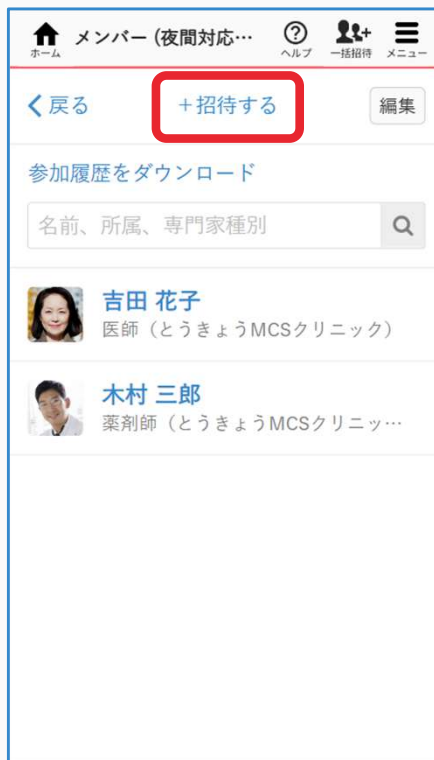 メンバー (夜間対応…
ホーム
ヘルプ
一括招待
メニュー
戻る
+招待する
編集
参加履歴をダウンロード
名前、所属、専門家種別
吉田 花子
医師（とうきょうMCSクリニック）
木村 三郎
薬剤師（とうきょうMCSクリニッ…